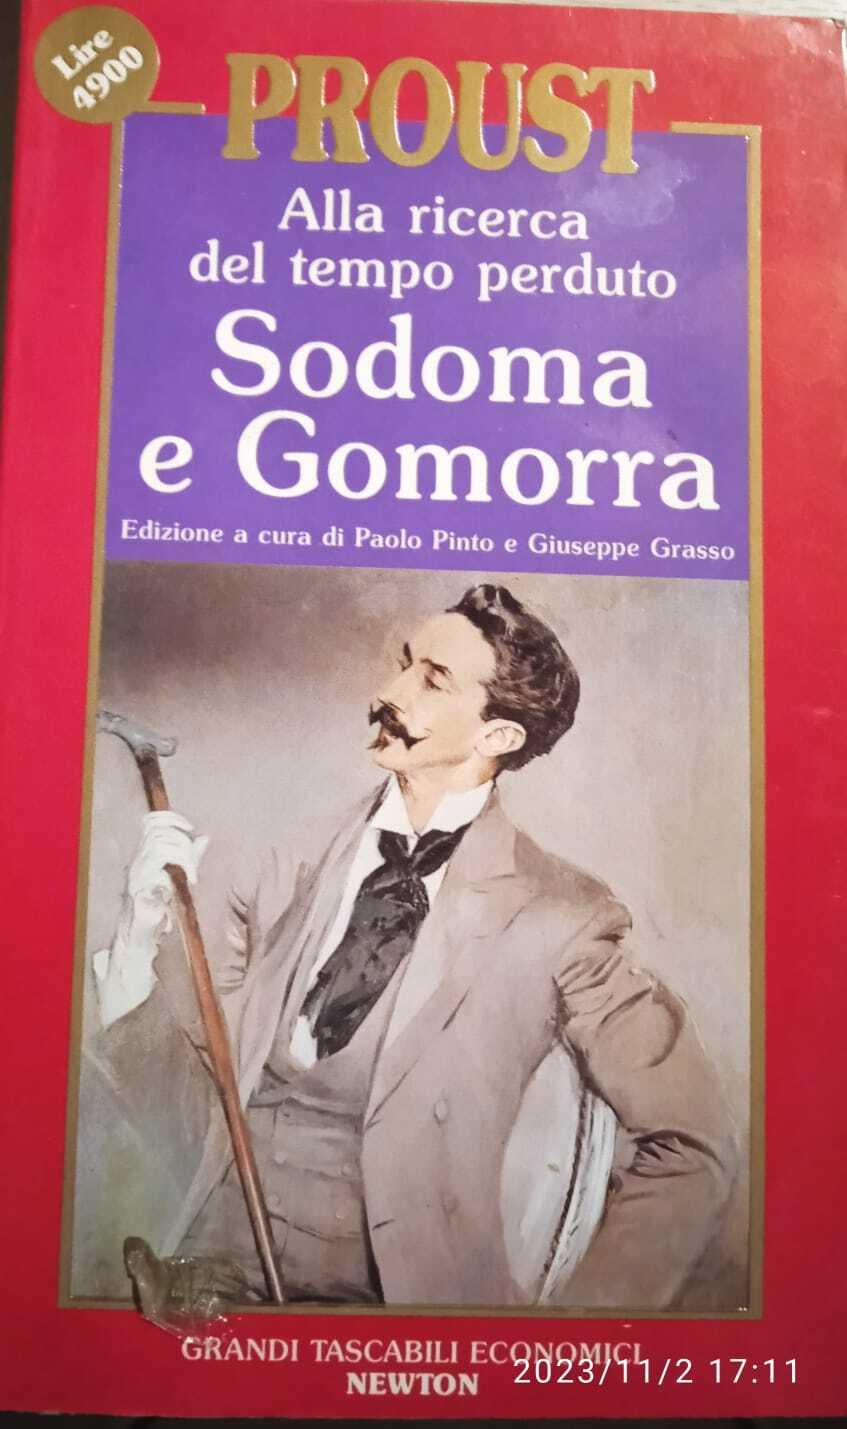 Lire
4900
PROUST
Alla ricerca
del tempo perduto
Sodoma
e Gomorra
Edizione a cura di Paolo Pinto e Giuseppe Grasso
GRANDI TASCABILI ECONOMICI
NEWTON
2023/11/2 17:11